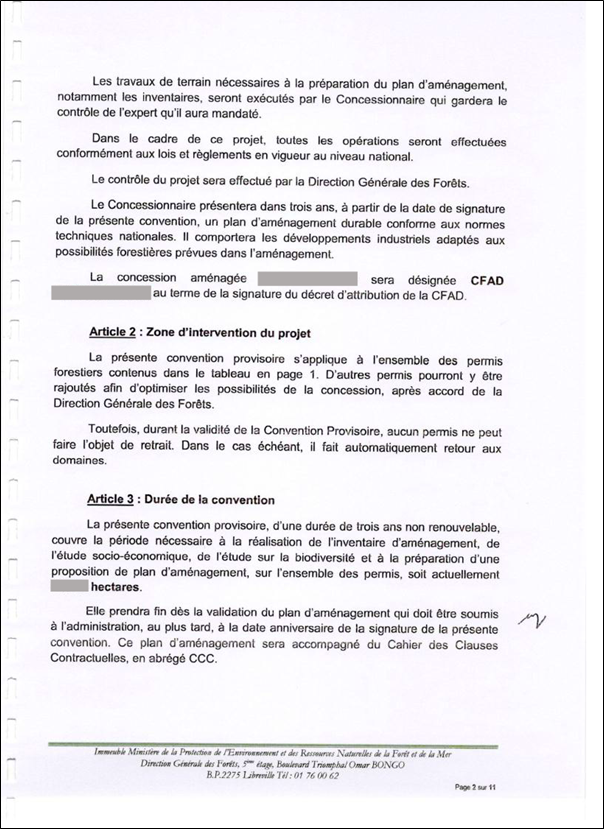 Les travaux de terrain nécessaires à la préparation du plan d'aménagement,
notamment les inventaires, seront exécutés par le Concessionnaire qui gardera le
contrôle de l'expert qu'il aura mandaté.
Dans le cadre de ce projet, toutes les opérations seront effectuées
conformément aux lois et règlements en vigueur au niveau national.
Le contrôle du projet sera effectué par la Direction Générale des Forêts.
Le Concessionnaire présentera dans trois ans, à partir de la date de signature
de la présente convention, un plan d'aménagement durable conforme aux normes
techniques nationales. Il comportera les développements industriels adaptés aux
possibilités forestières prévues dans l'aménagement.
La concession aménagée sera désignée CFAD
au terme de la signature du décret d'attribution de la CFAD.
Article 2 : Zone d'intervention du projet
La présente convention provisoire s'applique à l'ensemble des permis
forestiers contenus dans le tableau en page 1. D'autres permis pourront y être
rajoutés afin d'optimiser les possibilités de la concession, après accord de la
Direction Générale des Forêts.
Toutefois, durant la validité de la Convention Provisoire, aucun permis ne peut
faire l'objet de retrait. Dans le cas échéant, il fait automatiquement retour aux
domaines.
Article 3 : Durée de la convention
La présente convention provisoire, d'une durée de trois ans non renouvelable,
couvre la période nécessaire à la réalisation de l'inventaire d'aménagement, de
l'étude socio-économique, de l'étude sur la biodiversité et à la préparation d'une
proposition de plan d'aménagement, sur l'ensemble des permis, soit actuellement
hectares.
Elle prendra fin dès la validation du plan d'aménagement qui doit être soumis
à l'administration, au plus tard, à la date anniversaire de la signature de la présente
convention. Ce plan d'aménagement sera accompagné du Cahier des Clauses
Contractuelles, en abrégé CCC.
Immeuble Ministère de la Protection de l'Environnement et des Ressources Naturelles de la Forêt et de la Mer
Direction Générale des Forêts, 5ème étage, Boulevard Triomphal Omar BONGO
B.P.2275 Libreville Tél : 01 76 00 62
Page 2 sur 11